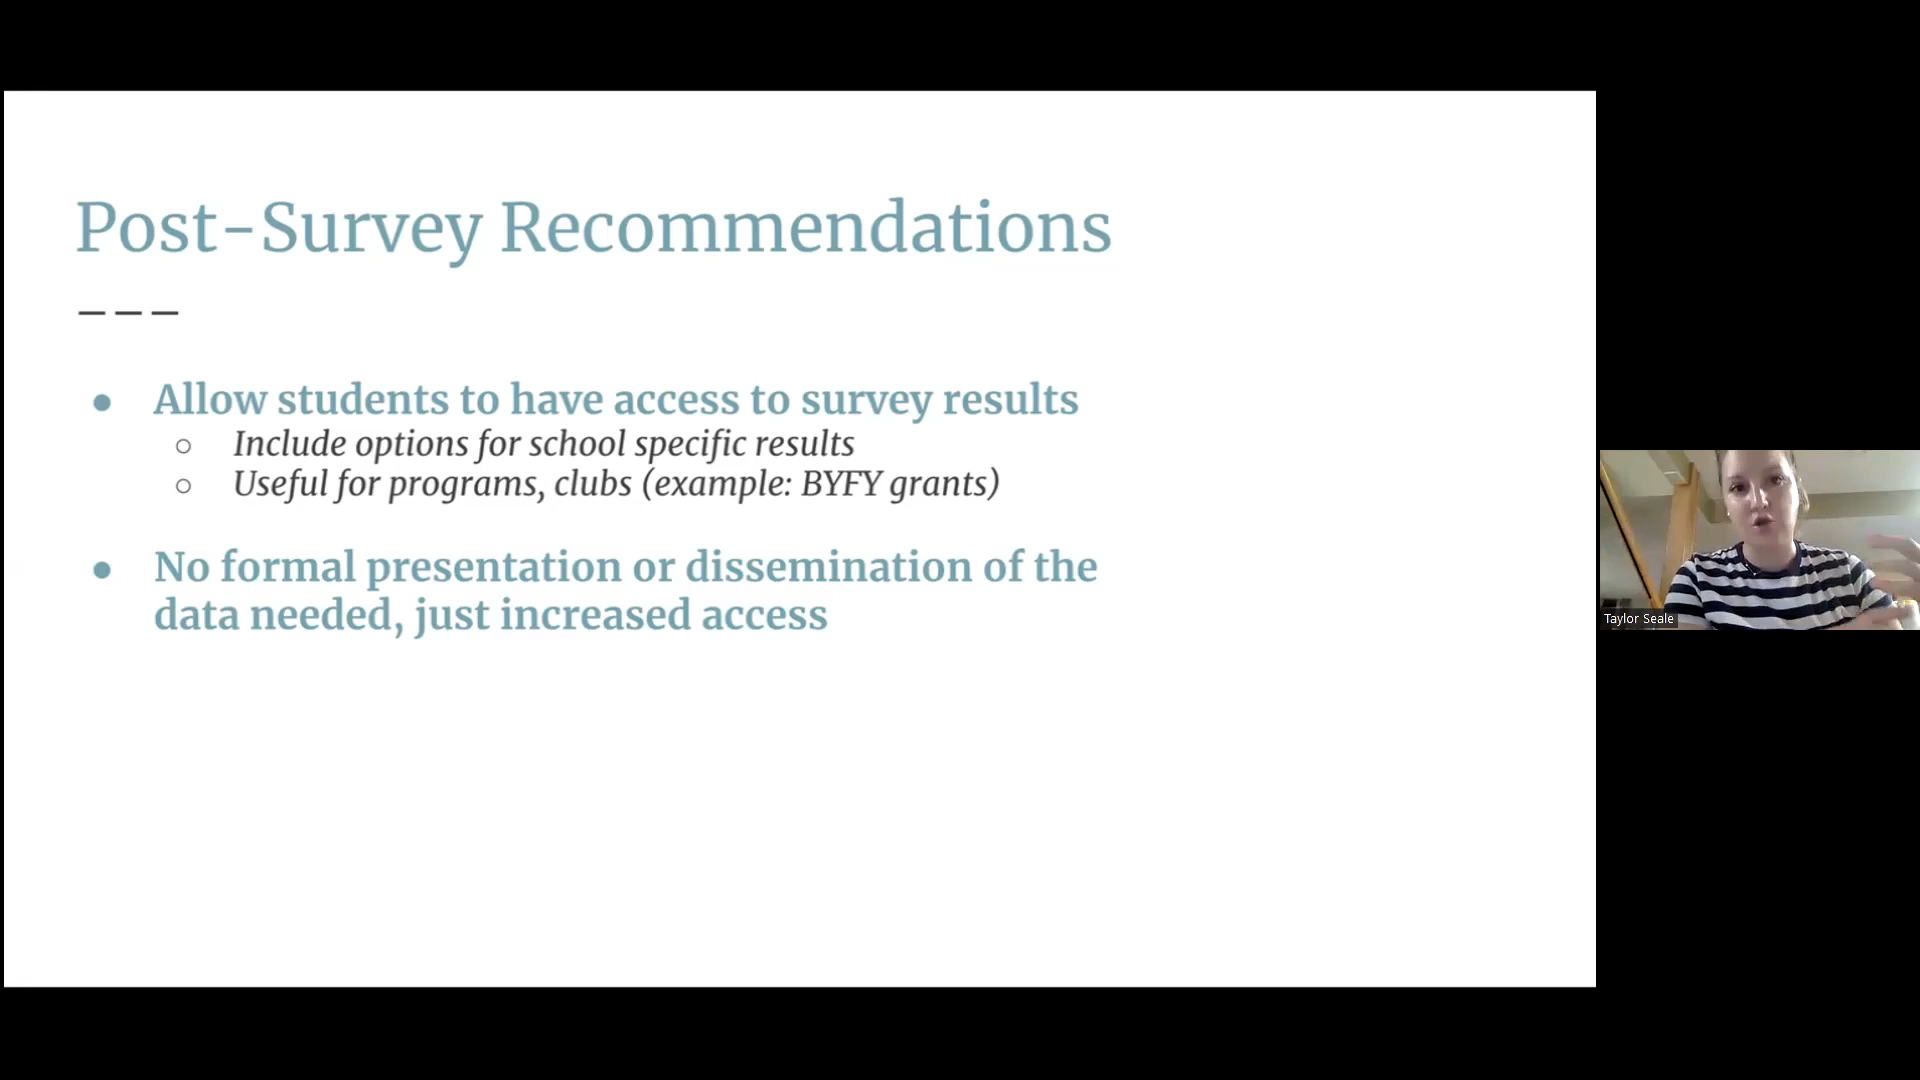 Post-Survey Recommendations
Allow students to have access to survey results
Include options for school specific results
Useful for programs, clubs (example: BYFY grants)
No formal presentation or dissemination of the
data needed, just increased access
Taylor Seale